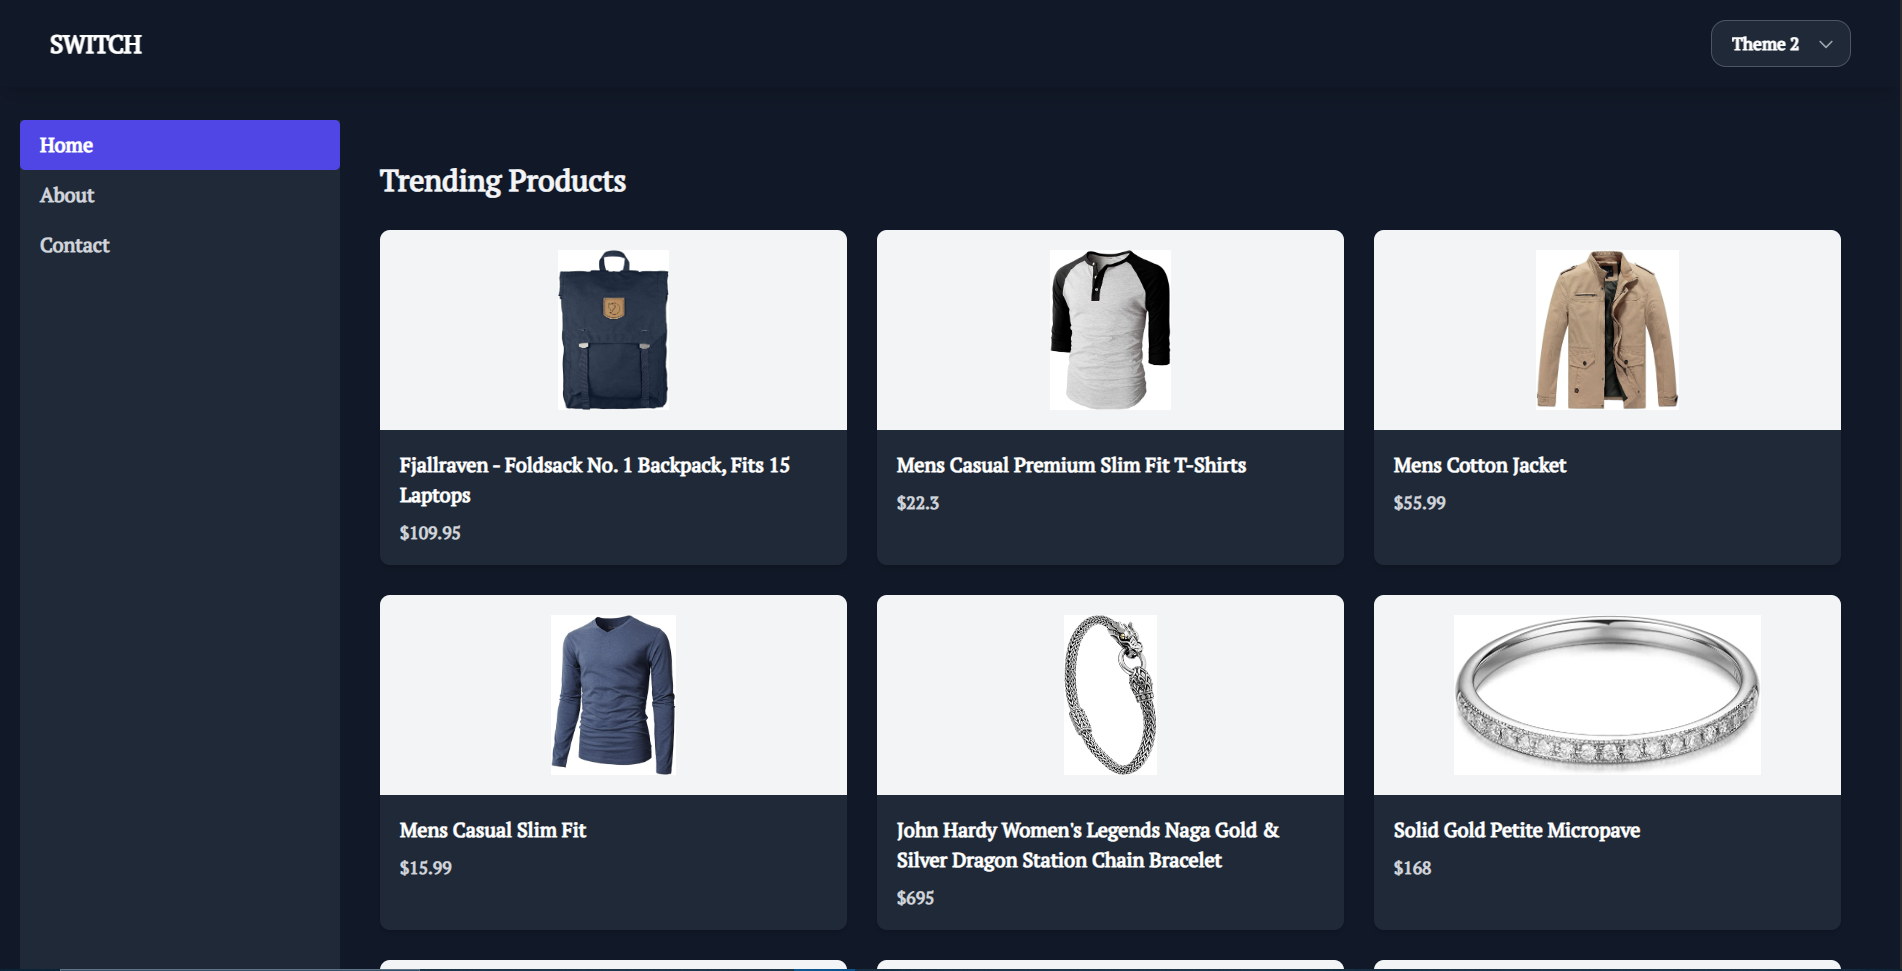 SWITCH
Theme 2
Home
About
Contact
Trending Products
Fjallraven - Foldsack No. 1 Backpack, Fits 15
Laptops
$109.95
Mens Casual Premium Slim Fit T-Shirts
$22.3
Mens Cotton Jacket
$55.99
Mens Casual Slim Fit
$15.99
John Hardy Women's Legends Naga Gold &
Silver Dragon Station Chain Bracelet
$695
Solid Gold Petite Micropave
$168